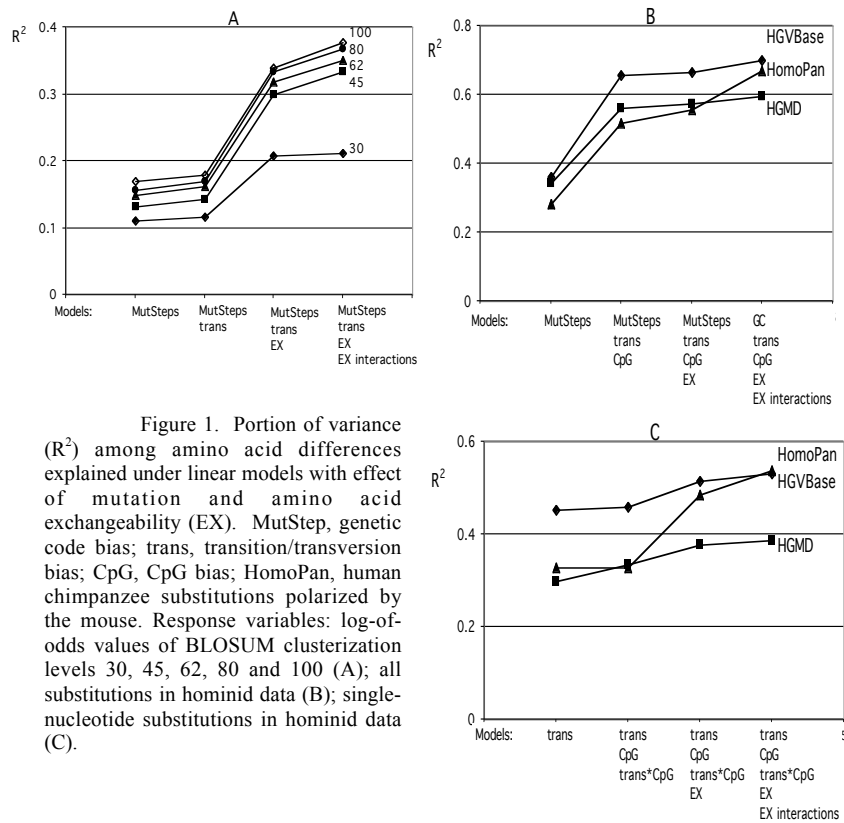 A
R²
0.4
0.3
0.2
0.1
0
100
80
62
45
30
Models:
MutSteps
MutSteps
trans
MutSteps
trans
EX
MutSteps
trans
EX
EX interactions
B
R²
0.8
0.6
0.4
0.2
0
HGVBase
HomoPan
HGMD
Models:
MutSteps
MutSteps
trans
CpG
MutSteps
trans
CpG
EX
GC
trans
CpG
EX
EX interactions
Figure 1. Portion of variance
(R²) among amino acid differences
explained under linear models with effect
of mutation and amino acid
exchangeability (EX). MutStep, genetic
code bias; trans, transition/transversion
bias; CpG, CpG bias; HomoPan, human
chimpanzee substitutions polarized by
the mouse. Response variables: log-of-
odds values of BLOSUM clusterization
levels 30, 45, 62, 80 and 100 (A); all
substitutions in hominid data (B); single-
nucleotide substitutions in hominid data
(C).
C
R²
0.6
0.4
0.2
0
HomoPan
HGVBase
HGMD
Models:
trans
trans
CpG
trans*CpG
trans
CpG
trans*CpG
EX
trans
CpG
trans*CpG
EX
EX interactions
s